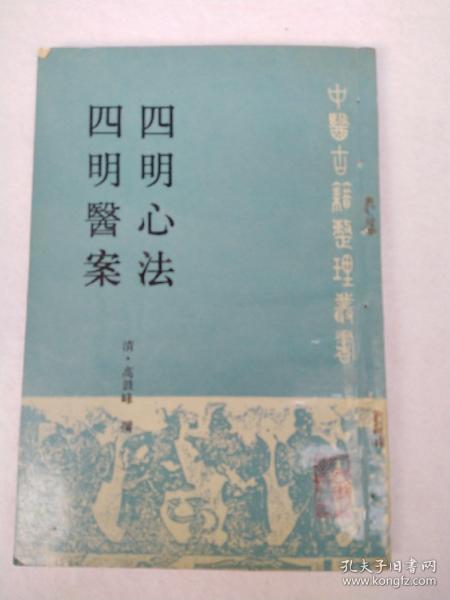 中醫古籍整理叢書
四明心法
四明醫案
清·高鼓峰 撰
孔夫子旧书网
www.kongfz.com